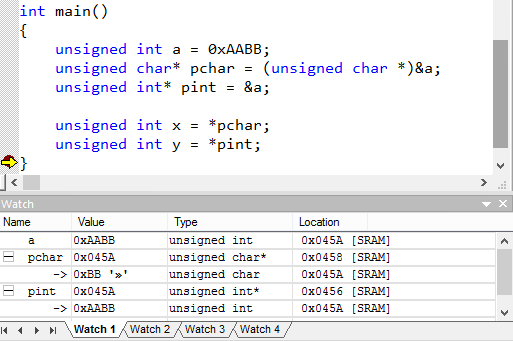 int main()
{
    unsigned int a = 0xAABB;
    unsigned char* pchar = (unsigned char *)&a;
    unsigned int* pint = &a;

    unsigned int x = *pchar;
    unsigned int y = *pint;
}
Watch
Name Value Type Location
a 0xAABB unsigned int 0x045A [SRAM]
pchar 0x045A unsigned char* 0x0458 [SRAM]
-> 0xBB '»' unsigned char 0x045A [SRAM]
pint 0x045A unsigned int* 0x0456 [SRAM]
-> 0xAABB unsigned int 0x045A [SRAM]
Watch 1 Watch 2 Watch 3 Watch 4